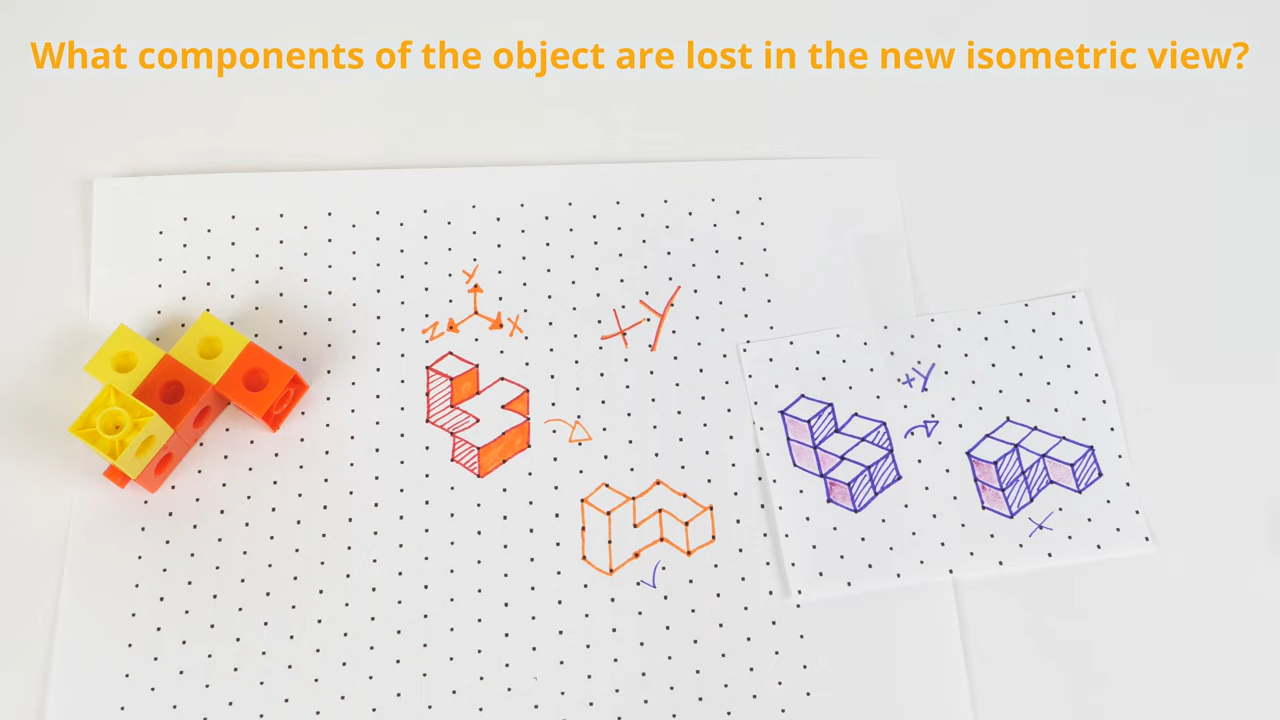 What components of the object are lost in the new isometric view?
Y
Z X
+Y
+Y